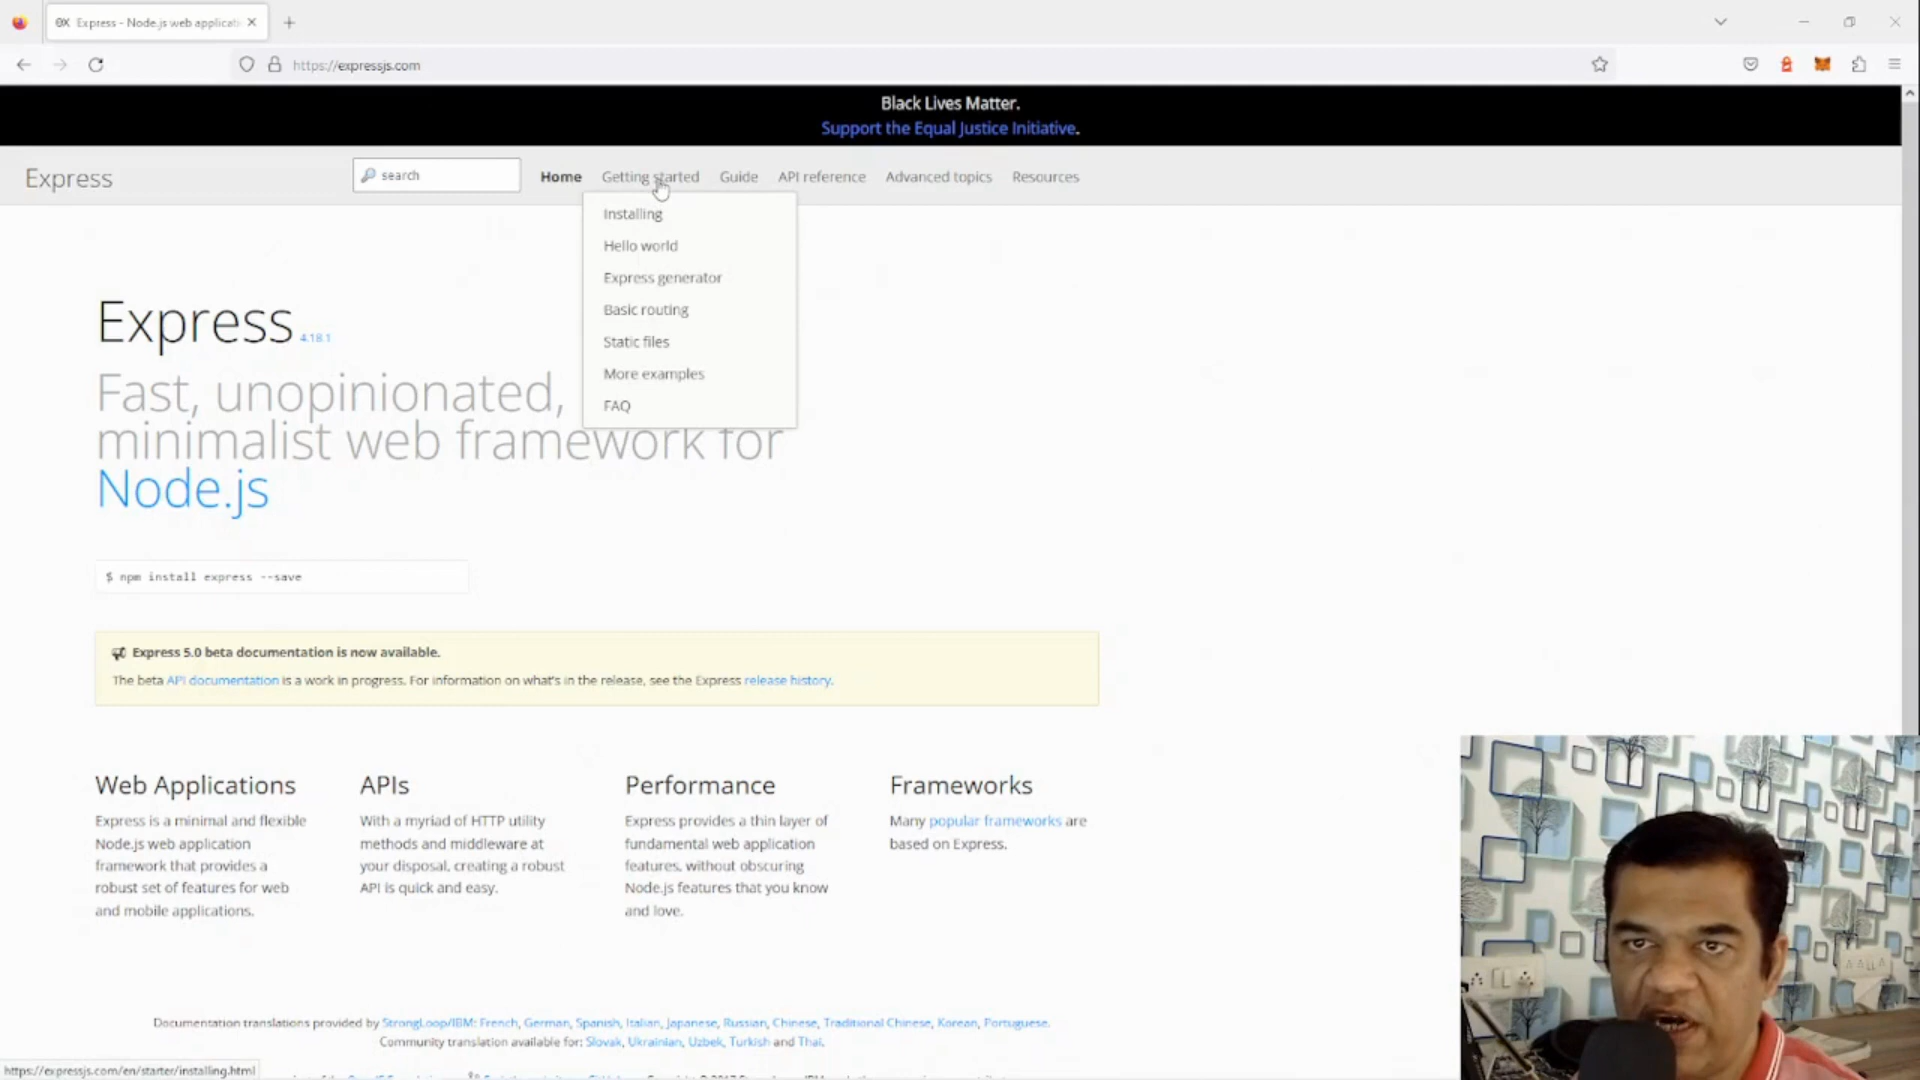 EX Express - Node.js web applicati
https://expressjs.com
Black Lives Matter.
Support the Equal Justice Initiative.
Express
search
Home
Getting started
Guide
API reference
Advanced topics
Resources
Installing
Hello world
Express generator
Basic routing
Static files
More examples
FAQ
Express 4.18.1
Fast, unopinionated,
minimalist web framework for
Node.js
$ npm install express --save
Express 5.0 beta documentation is now available.
The beta API documentation is a work in progress. For information on what's in the release, see the Express release history.
Web Applications
Express is a minimal and flexible
Node.js web application
framework that provides a
robust set of features for web
and mobile applications.
APIs
With a myriad of HTTP utility
methods and middleware at
your disposal, creating a robust
API is quick and easy.
Performance
Express provides a thin layer of
fundamental web application
features, without obscuring
Node.js features that you know
and love.
Frameworks
Many popular frameworks are
based on Express.
Documentation translations provided by StrongLoop/IBM: French, German, Spanish, Italian, Japanese, Russian, Chinese, Traditional Chinese, Korean, Portuguese.
Community translation available for: Slovak, Ukrainian, Uzbek, Turkish and Thai.
https://expressjs.com/en/starter/installing.html